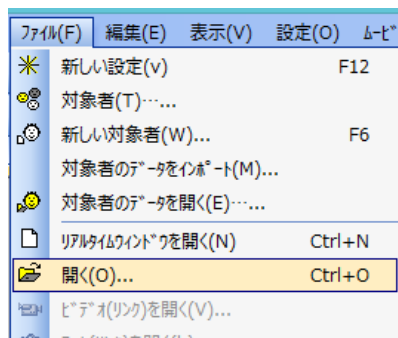 ﾌｧｲﾙ(F) 編集(E) 表示(V) 設定(O) ﾑｰﾋﾞ
新しい設定(v) F12
対象者(T)…...
新しい対象者(W)... F6
対象者のﾃﾞｰﾀをｲﾝﾎﾟｰﾄ(M)...
対象者のﾃﾞｰﾀを開く(E)…...
ﾘｱﾙﾀｲﾑｳｨﾝﾄﾞｳを開く(N) Ctrl+N
開く(O)... Ctrl+O
ﾋﾞﾃﾞｵ(ﾘﾝｸ)を開く(V)...